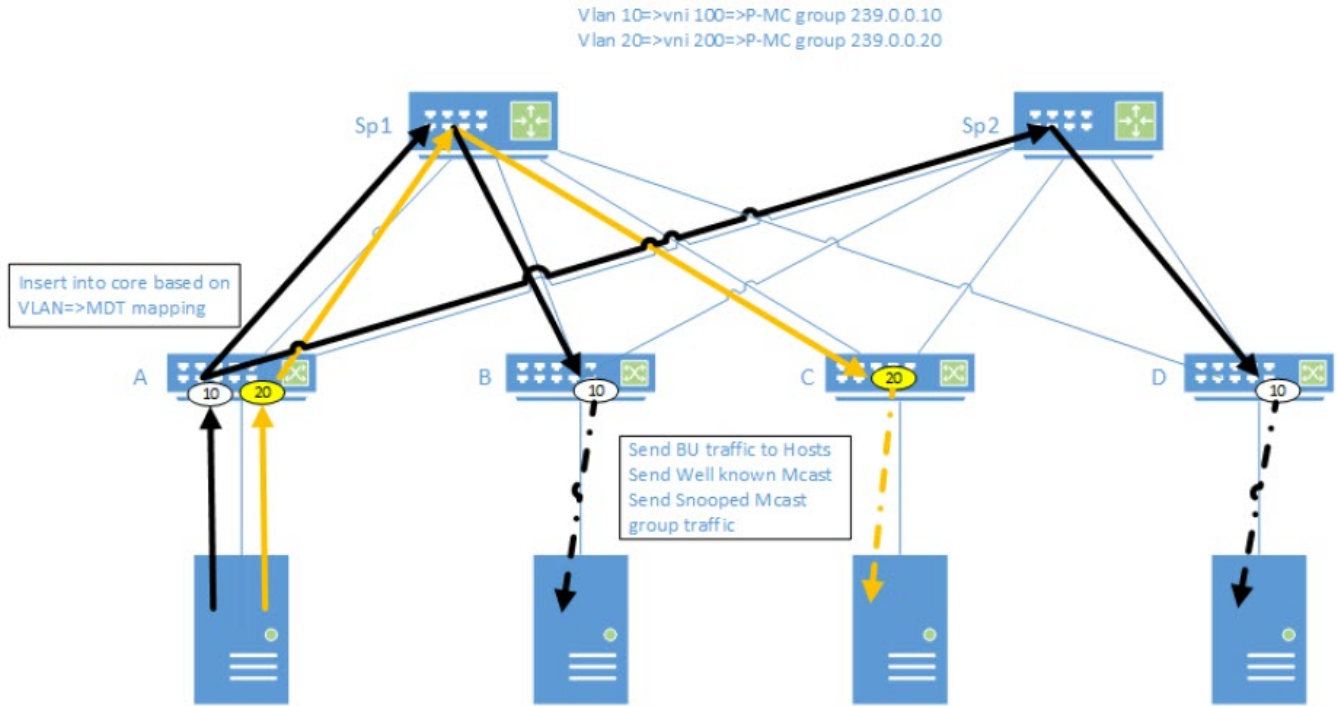 Vlan 10=>vni 100=>P-MC group 239.0.0.10
Vlan 20=>vni 200=>P-MC group 239.0.0.20
Sp1
Sp2
Insert into core based on
VLAN=>MDT mapping
A
B
C
D
10
20
10
20
10
Send BU traffic to Hosts
Send Well known Mcast
Send Snooped Mcast
group traffic